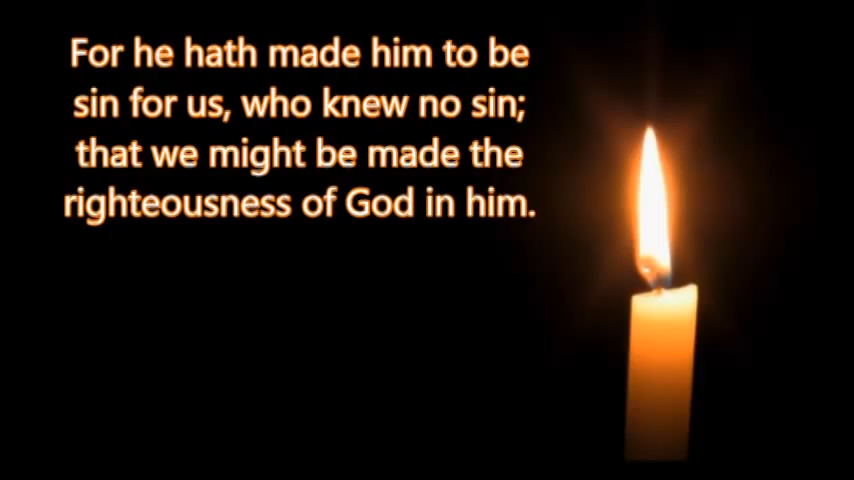 For he hath made him to be
sin for us, who knew no sin;
that we might be made the
righteousness of God in him.